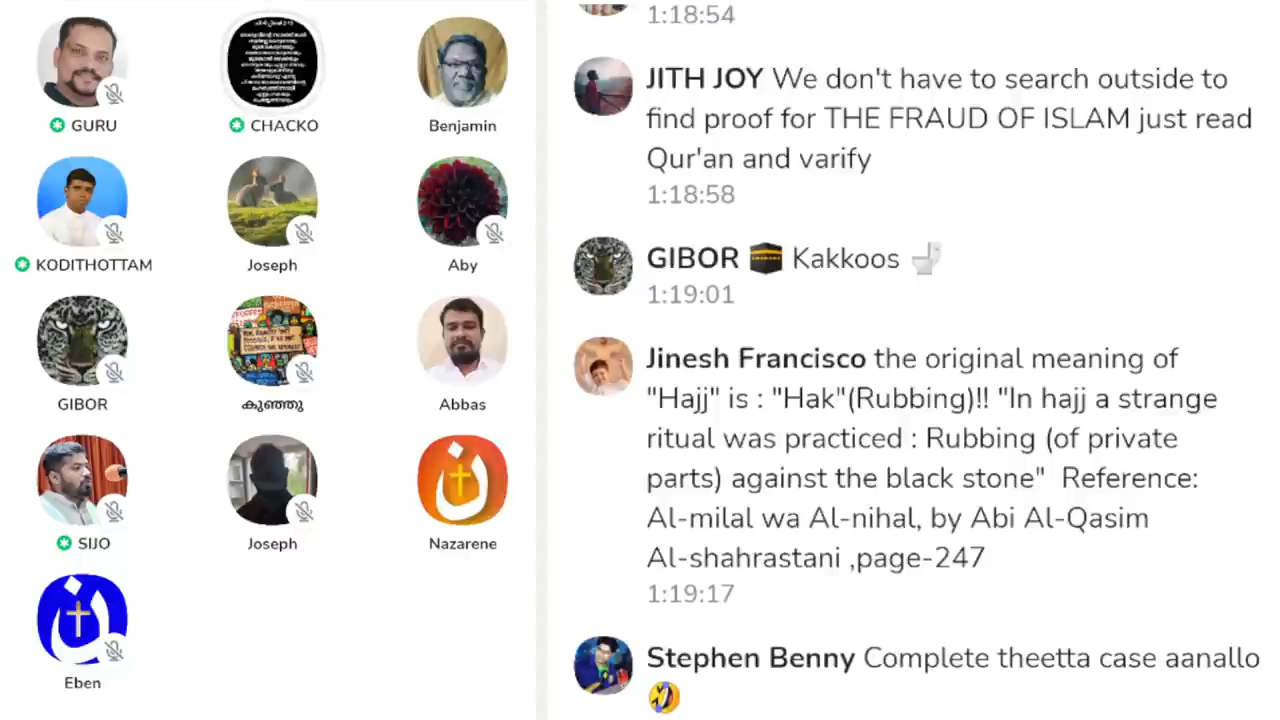 GURU
CHACKO
Benjamin
KODITHOTTAM
Joseph
Aby
GIBOR
കുഞ്ഞു
Abbas
SIJO
Joseph
Nazarene
Eben
1:18:54
JITH JOY We don't have to search outside to
find proof for THE FRAUD OF ISLAM just read
Qur'an and varify
1:18:58
GIBOR 🕋 Kakkoos 🚽
1:19:01
Jinesh Francisco the original meaning of
"Hajj" is : "Hak"(Rubbing)!! "In hajj a strange
ritual was practiced : Rubbing (of private
parts) against the black stone" Reference:
Al-milal wa Al-nihal, by Abi Al-Qasim
Al-shahrastani ,page-247
1:19:17
Stephen Benny Complete theetta case aanallo
🤣